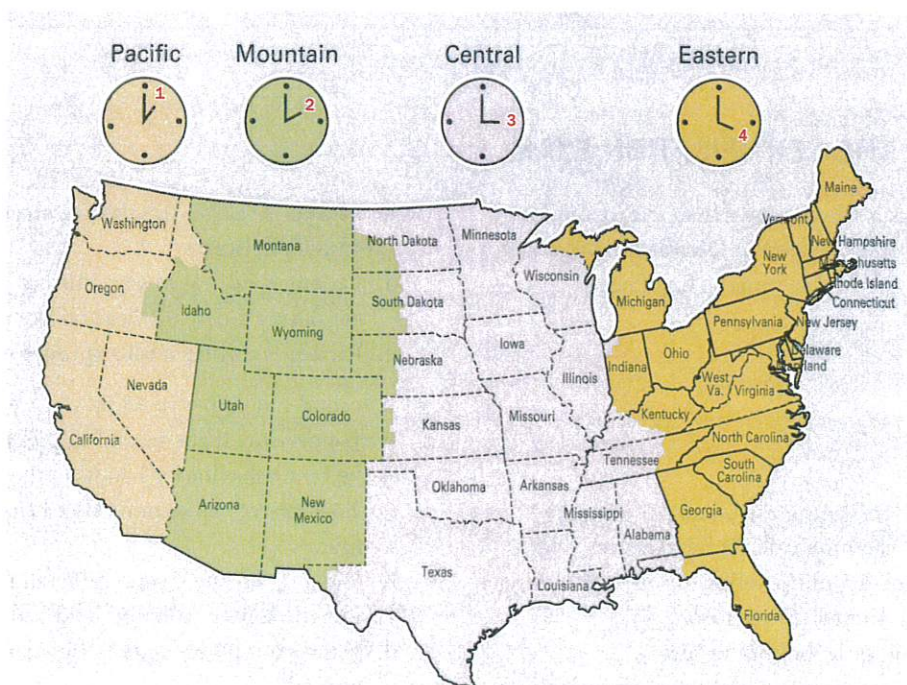 Pacific
Mountain
Central
Eastern
1
2
3
4
Maine
Washington
Montana
North Dakota
Minnesota
Vermont
New Hampshire
Oregon
Idaho
South Dakota
Wisconsin
Michigan
New
York
Massachusetts
Rhode Island
Connecticut
Wyoming
Nebraska
Iowa
Illinois
Indiana
Ohio
Pennsylvania
New Jersey
Delaware
Maryland
Nevada
Utah
Colorado
Kansas
Missouri
Kentucky
West
Va.
Virginia
California
Arizona
New
Mexico
Oklahoma
Arkansas
Tennessee
North Carolina
South
Carolina
Texas
Louisiana
Mississippi
Alabama
Georgia
Florida